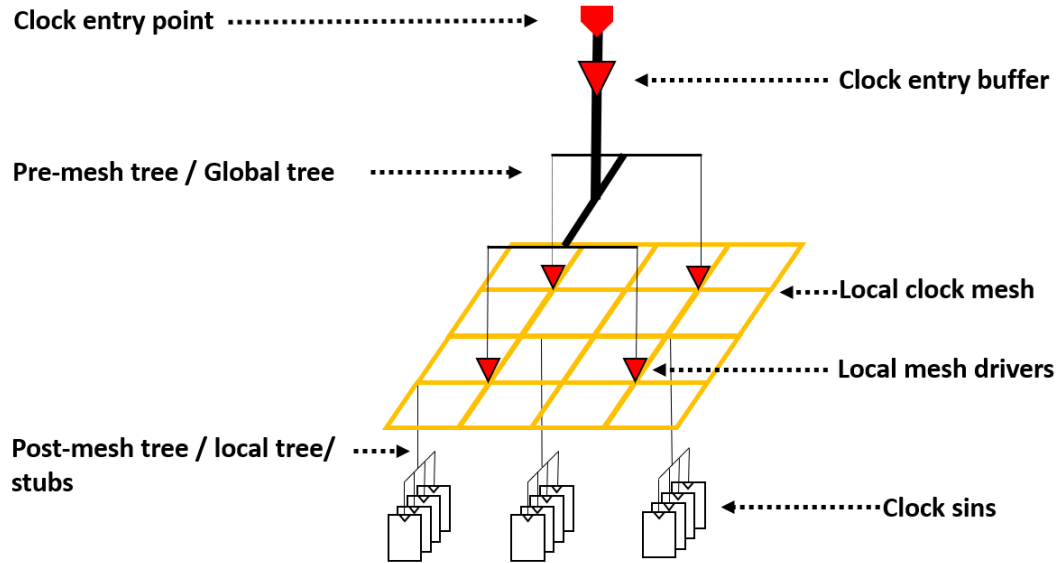 Clock entry point
Clock entry buffer
Pre-mesh tree / Global tree
Local clock mesh
Local mesh drivers
Post-mesh tree / local tree/
stubs
Clock sins